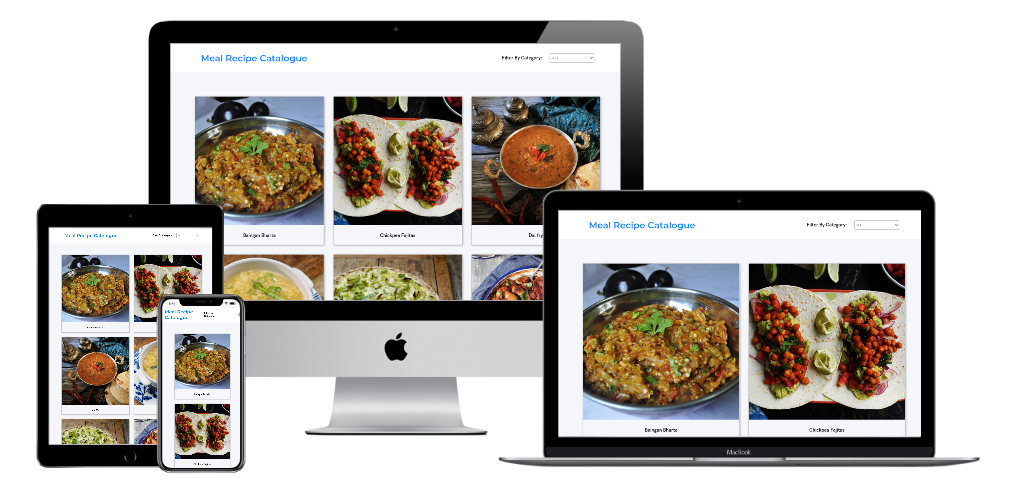 Meal Recipe Catalogue
Filter By Category:
Baingan Bharta
Chickpea Fajitas
Dal fry
Meal Recipe Catalogue
Filter By Category:
Baingan Bharta
Chickpea Fajitas
MacBook
Meal Recipe Catalogue
Meal Recipe
Catalogue